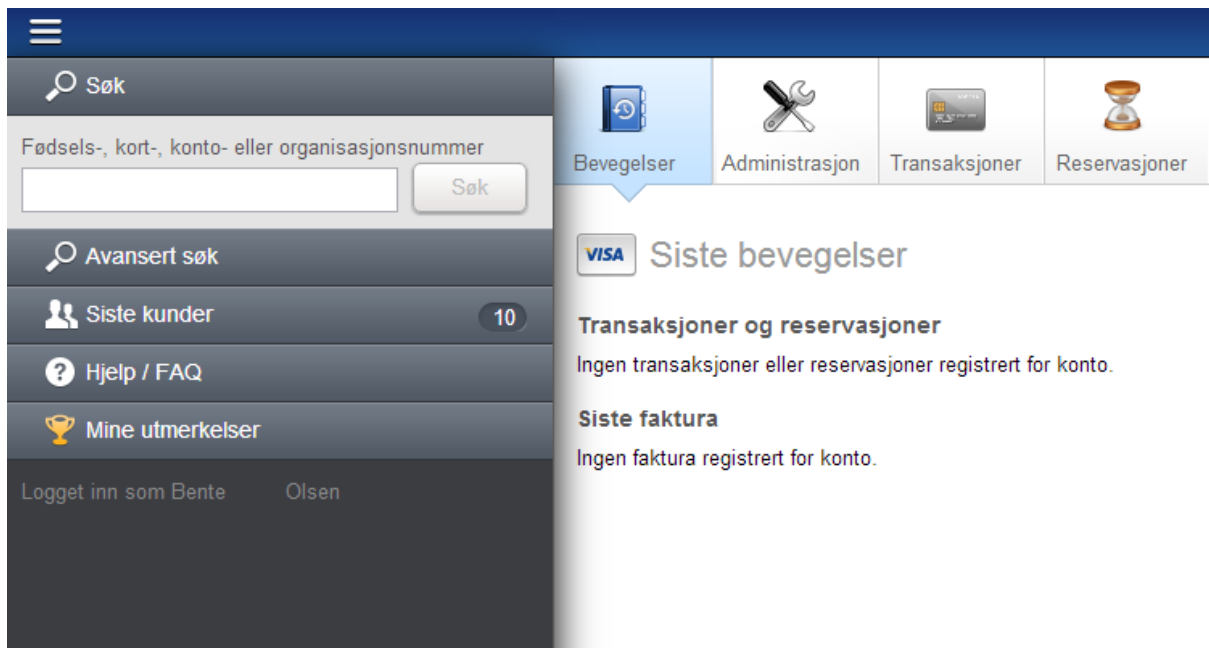 Søk
Fødsels-, kort-, konto- eller organisasjonsnummer
Søk
Avansert søk
Siste kunder 10
Hjelp / FAQ
Mine utmerkelser
Logget inn som Bente Olsen
Bevegelser Administrasjon Transaksjoner Reservasjoner
VISA Siste bevegelser
Transaksjoner og reservasjoner
Ingen transaksjoner eller reservasjoner registrert for konto.
Siste faktura
Ingen faktura registrert for konto.